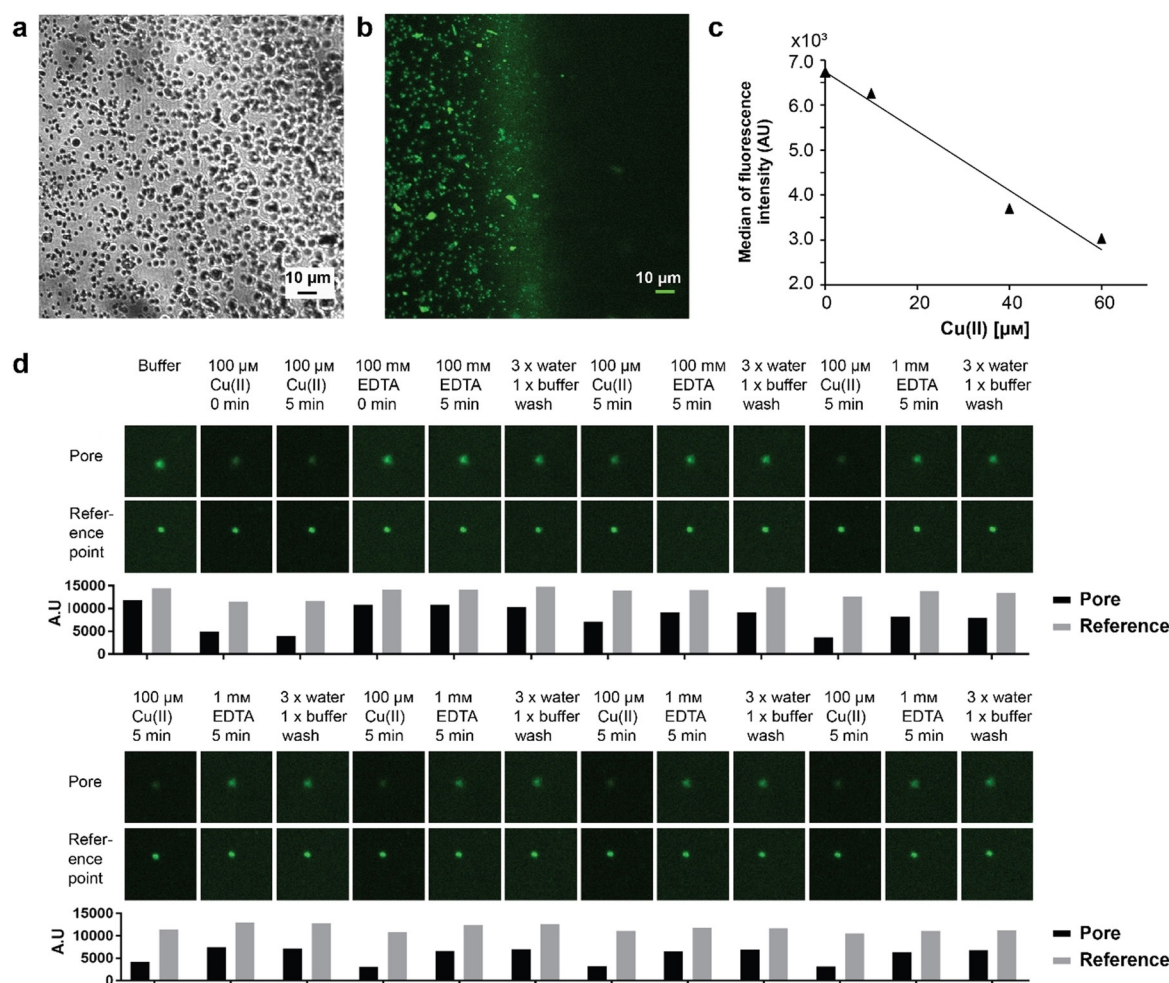 a
10 µm
b
10 µm
c
x10³
7.0
6.0
5.0
4.0
3.0
2.0
Median of fluorescence
intensity (AU)
0
20
40
60
Cu(II) [µM]
d
Buffer
100 µM
Cu(II)
0 min
100 µM
Cu(II)
5 min
100 mM
EDTA
0 min
100 mM
EDTA
5 min
3 x water
1 x buffer
wash
100 µM
Cu(II)
5 min
100 mM
EDTA
5 min
3 x water
1 x buffer
wash
100 µM
Cu(II)
5 min
1 mM
EDTA
5 min
3 x water
1 x buffer
wash
Pore
Refer-
ence
point
A.U
15000
10000
5000
0
Pore
Reference
100 µM
Cu(II)
5 min
1 mM
EDTA
5 min
3 x water
1 x buffer
wash
100 µM
Cu(II)
5 min
1 mM
EDTA
5 min
3 x water
1 x buffer
wash
100 µM
Cu(II)
5 min
1 mM
EDTA
5 min
3 x water
1 x buffer
wash
100 µM
Cu(II)
5 min
1 mM
EDTA
5 min
3 x water
1 x buffer
wash
Pore
Refer-
ence
point
A.U
15000
10000
5000
0
Pore
Reference